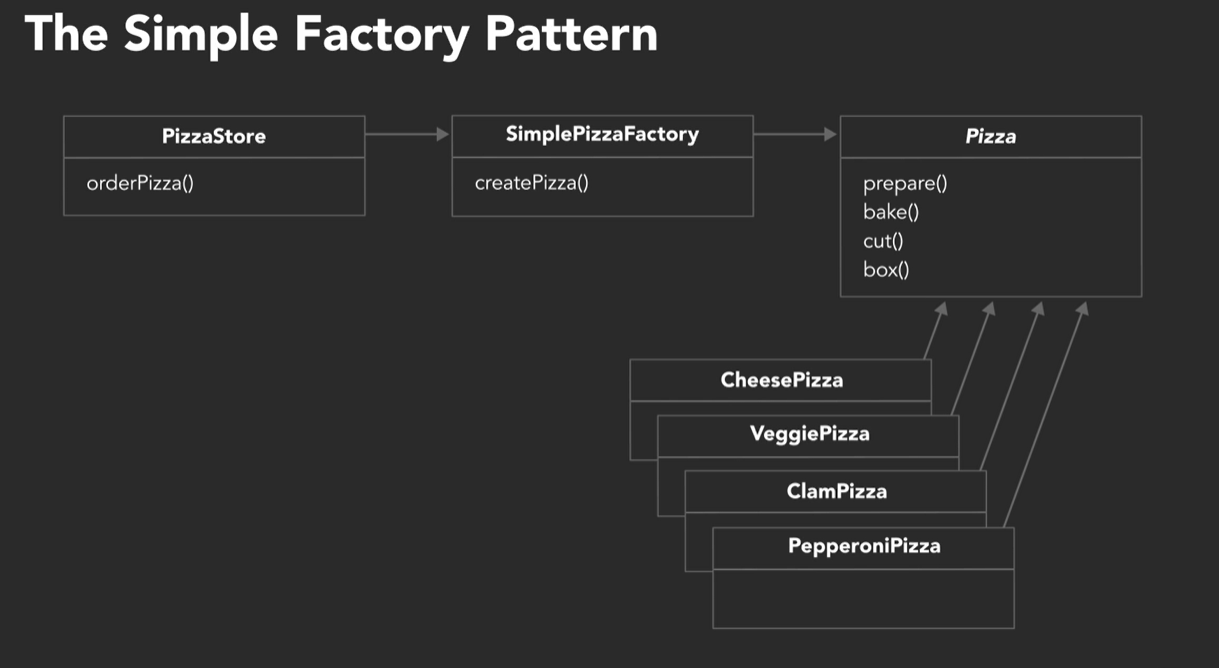 The Simple Factory Pattern
PizzaStore
orderPizza()
SimplePizzaFactory
createPizza()
Pizza
prepare()
bake()
cut()
box()
CheesePizza
VeggiePizza
ClamPizza
PepperoniPizza